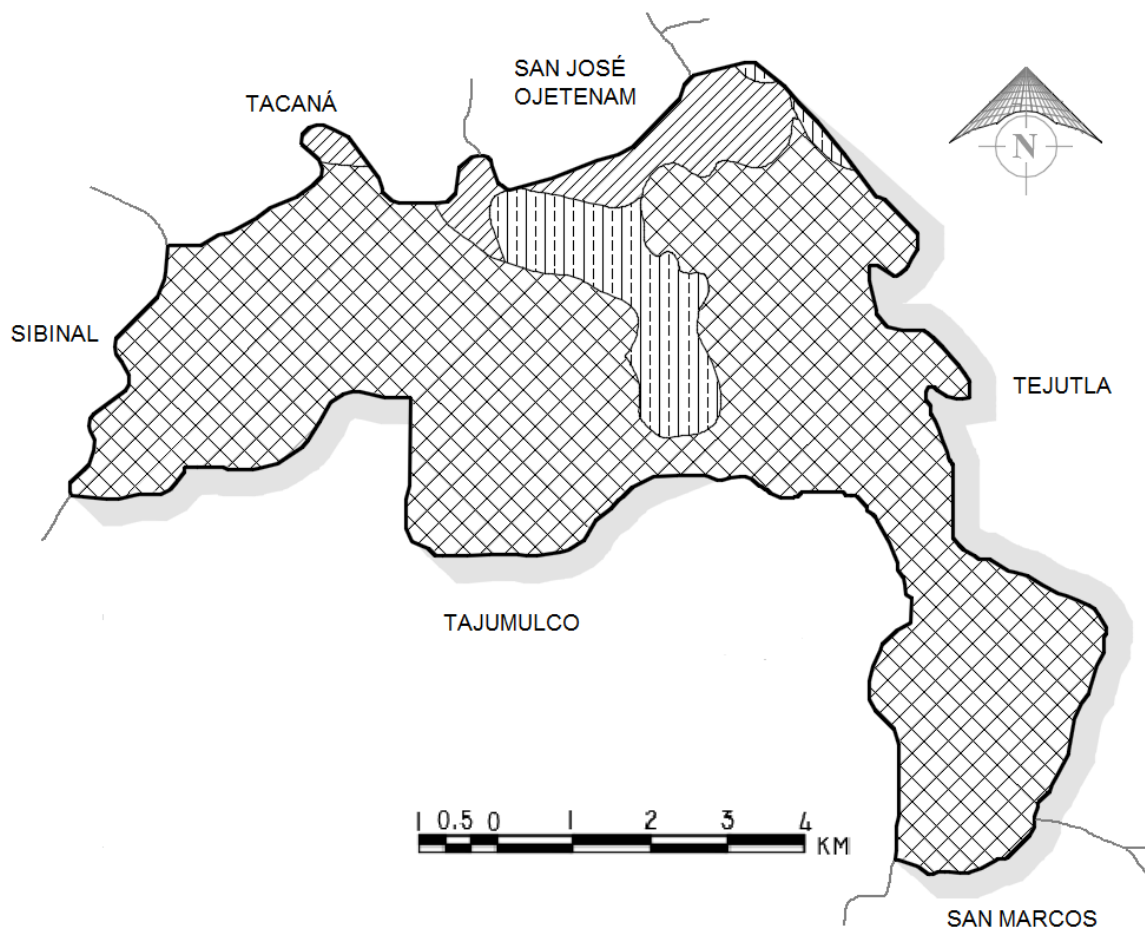 SAN JOSÉ
OJETENAM
TACANÁ
N
SIBINAL
TEJUTLA
TAJUMULCO
1 0.5 0 1 2 3 4
KM
SAN MARCOS